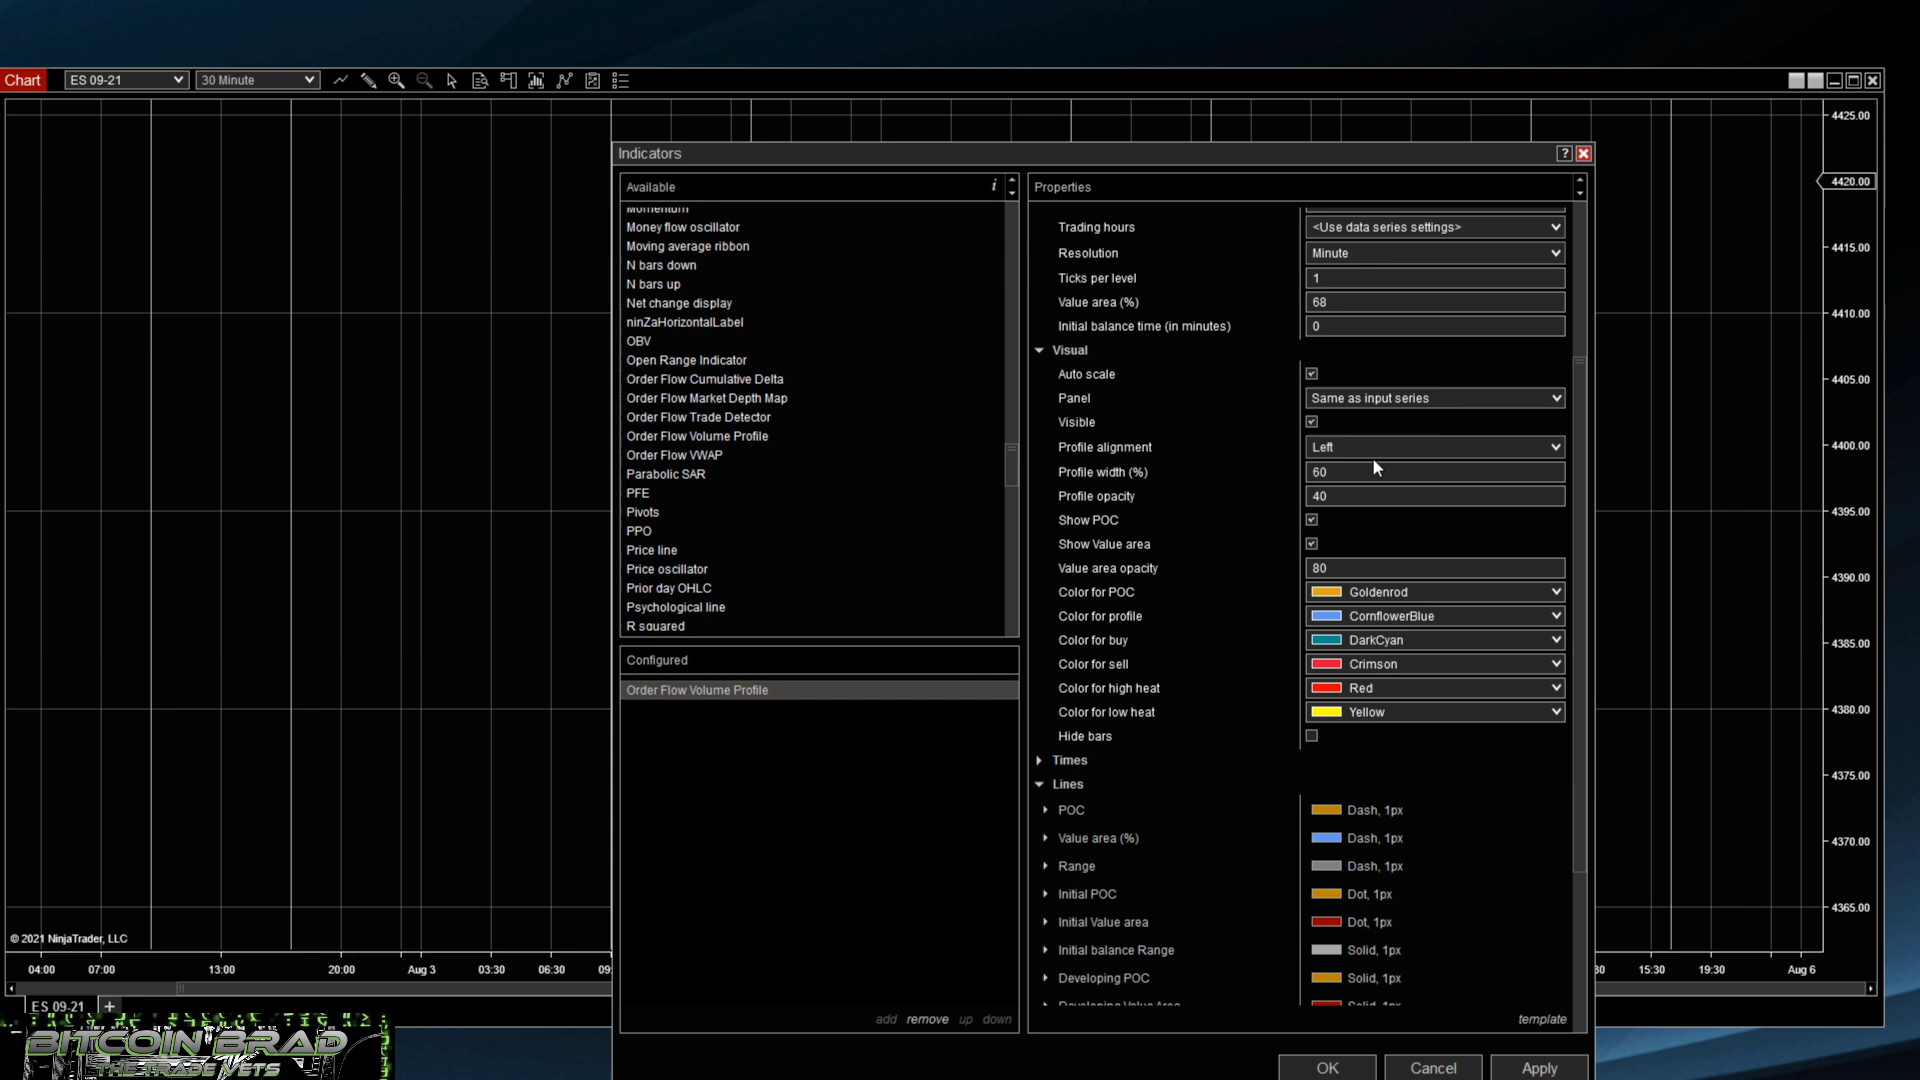 Chart ES 09-21 30 Minute
Indicators ?
Available i
Momentum
Money flow oscillator
Moving average ribbon
N bars down
N bars up
Net change display
ninZaHorizontalLabel
OBV
Open Range Indicator
Order Flow Cumulative Delta
Order Flow Market Depth Map
Order Flow Trade Detector
Order Flow Volume Profile
Order Flow VWAP
Parabolic SAR
PFE
Pivots
PPO
Price line
Price oscillator
Prior day OHLC
Psychological line
R squared
Configured
Order Flow Volume Profile
add remove up down
Properties
Trading hours <Use data series settings>
Resolution Minute
Ticks per level 1
Value area (%) 68
Initial balance time (in minutes) 0
Visual
Auto scale
Panel Same as input series
Visible
Profile alignment Left
Profile width (%) 60
Profile opacity 40
Show POC
Show Value area
Value area opacity 80
Color for POC Goldenrod
Color for profile CornflowerBlue
Color for buy DarkCyan
Color for sell Crimson
Color for high heat Red
Color for low heat Yellow
Hide bars
Times
Lines
POC Dash, 1px
Value area (%) Dash, 1px
Range Dash, 1px
Initial POC Dot, 1px
Initial Value area Dot, 1px
Initial balance Range Solid, 1px
Developing POC Solid, 1px
Developing Value Area Solid, 1px
template
OK Cancel Apply
4425.00
4420.00
4415.00
4410.00
4405.00
4400.00
4395.00
4390.00
4385.00
4380.00
4375.00
4370.00
4365.00
© 2021 NinjaTrader, LLC
04:00 07:00 13:00 20:00 Aug 3 03:30 06:30 15:30 19:30 Aug 6
ES 09-21 +
BITCOIN BRAD
THE TRADE VETS